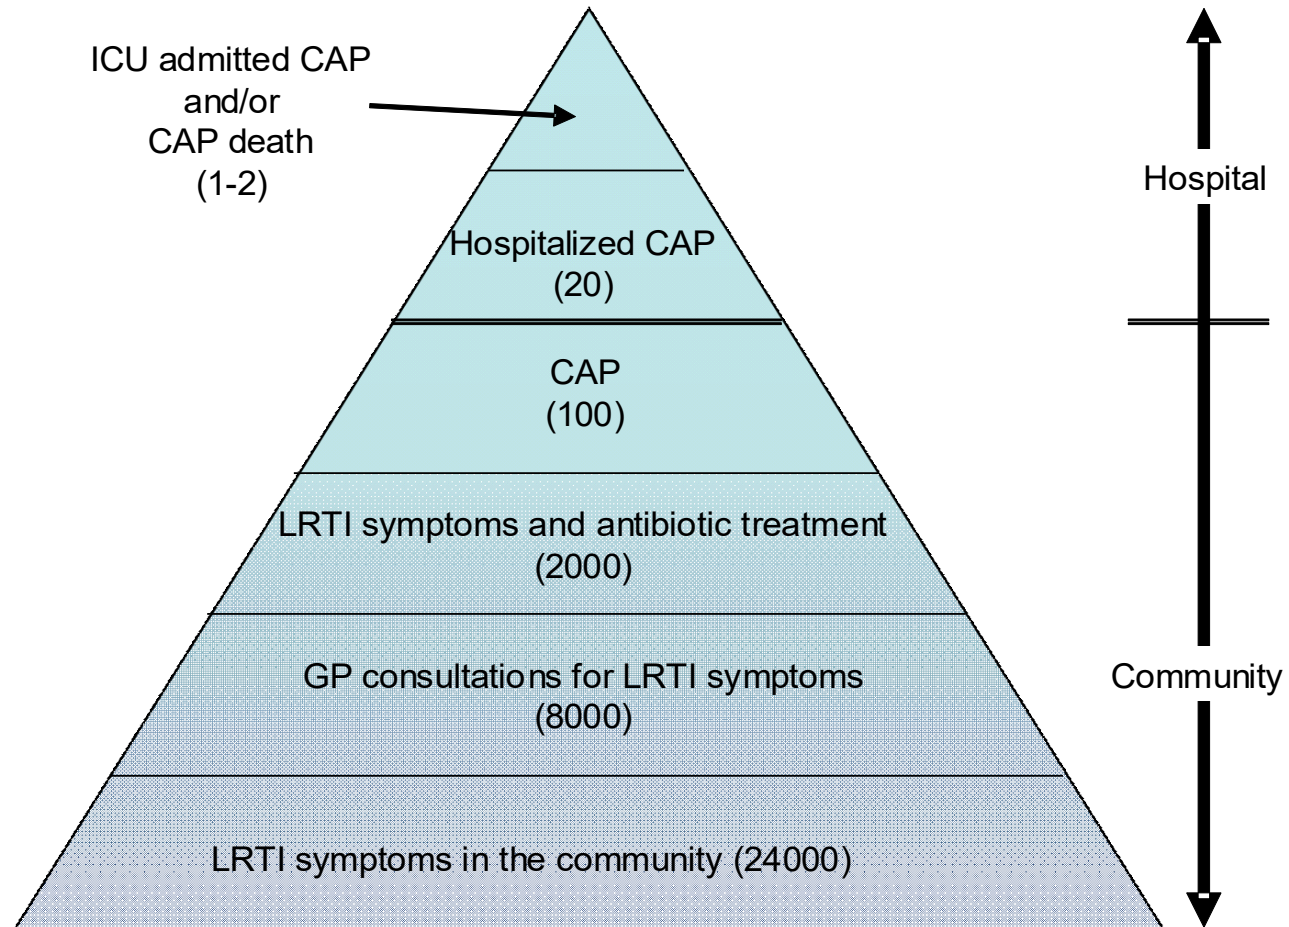 ICU admitted CAP
and/or
CAP death
(1-2)
Hospital
Hospitalized CAP
(20)
CAP
(100)
LRTI symptoms and antibiotic treatment
(2000)
GP consultations for LRTI symptoms
(8000)
Community
LRTI symptoms in the community (24000)